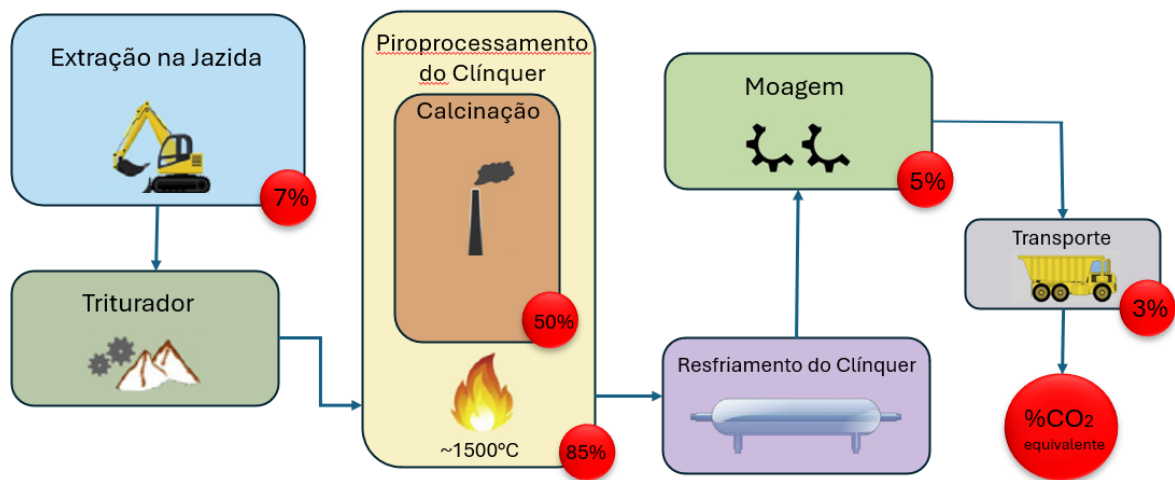 Extração na Jazida
7%
Triturador
Piroprocessamento
do Clínquer
Calcinação
50%
~1500ºC
85%
Moagem
5%
Resfriamento do Clínquer
Transporte
3%
%CO₂
equivalente